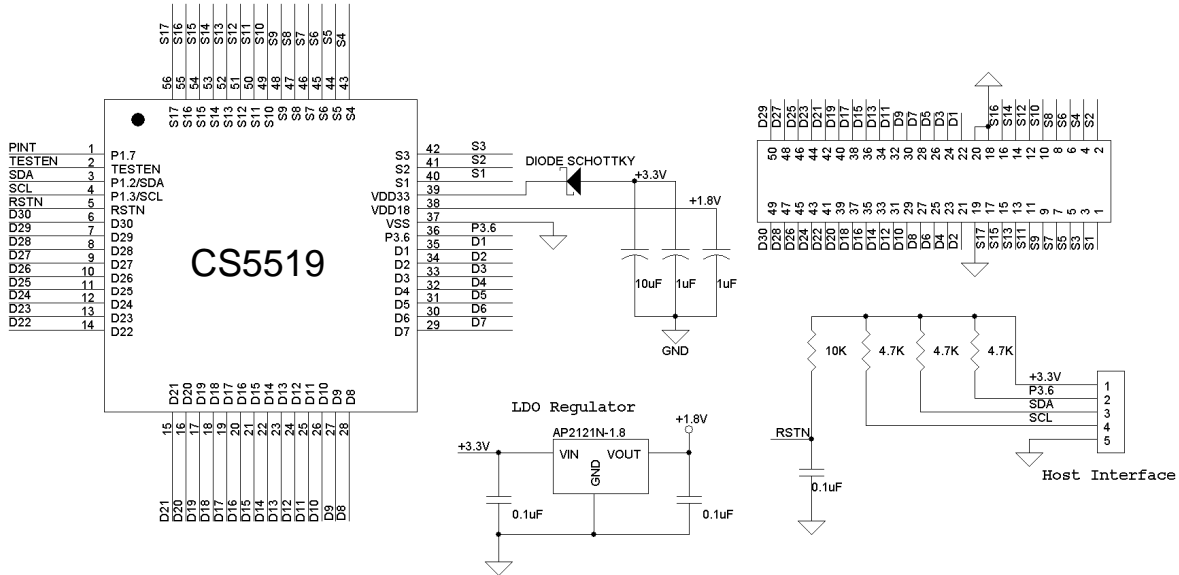 S17 S16 S15 S14 S13 S12 S11 S10 S9 S8 S7 S6 S5 S4
56 55 54 53 52 51 50 49 48 47 46 45 44 43
S17 S16 S15 S14 S13 S12 S11 S10 S9 S8 S7 S6 S5 S4
PINT 1 P1.7
TESTEN 2 TESTEN
SDA 3 P1.2/SDA
SCL 4 P1.3/SCL
RSTN 5 RSTN
D30 6 D30
D29 7 D29
D28 8 D28
D27 9 D27
D26 10 D26
D25 11 D25
D24 12 D24
D23 13 D23
D22 14 D22
CS5519
S3 42 S3
S2 41 S2
S1 40 S1
VDD33 39
VDD18 38
VSS 37
P3.6 36 P3.6
D1 35 D1
D2 34 D2
D3 33 D3
D4 32 D4
D5 31 D5
D6 30 D6
D7 29 D7
D21 D20 D19 D18 D17 D16 D15 D14 D13 D12 D11 D10 D9 D8
15 16 17 18 19 20 21 22 23 24 25 26 27 28
D21 D20 D19 D18 D17 D16 D15 D14 D13 D12 D11 D10 D9 D8
DIODE SCHOTTKY
+3.3V
+1.8V
10uF 1uF 1uF
GND
D29 D27 D25 D23 D21 D19 D17 D15 D13 D11 D9 D7 D5 D3 D1 S16 S14 S12 S10 S8 S6 S4 S2
50 48 46 44 42 40 38 36 34 32 30 28 26 24 22 20 18 16 14 12 10 8 6 4 2
49 47 45 43 41 39 37 35 33 31 29 27 25 23 21 19 17 15 13 11 9 7 5 3 1
D30 D28 D26 D24 D22 D20 D18 D16 D14 D12 D10 D8 D6 D4 D2 S17 S15 S13 S11 S9 S7 S5 S3 S1
LDO Regulator
AP2121N-1.8
+3.3V
VIN GND VOUT
+1.8V
0.1uF 0.1uF
10K 4.7K 4.7K 4.7K
+3.3V 1
P3.6 2
SDA 3
SCL 4
5
RSTN
0.1uF
Host Interface